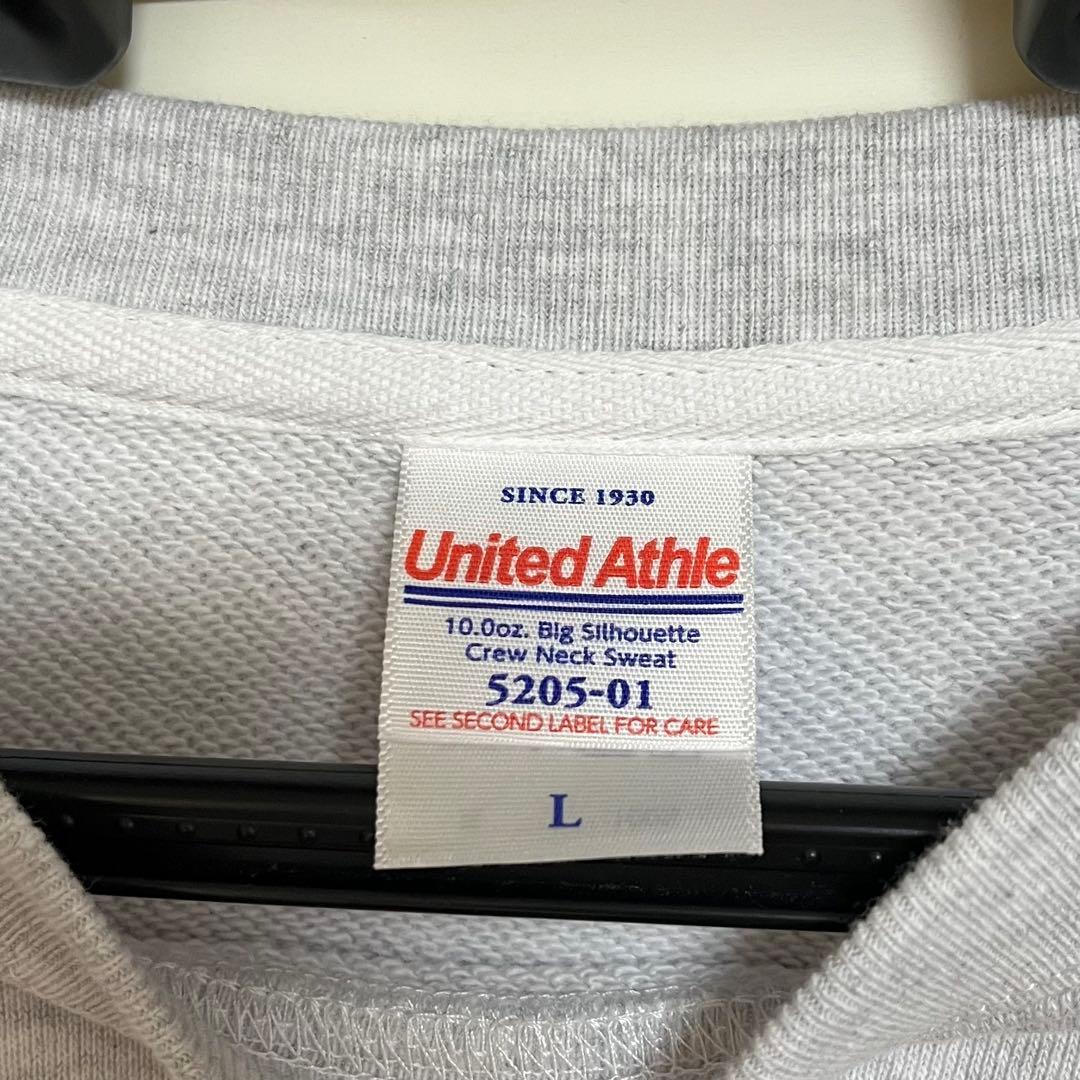 SINCE 1930
United Athle
10.0oz. Big Silhouette
Crew Neck Sweat
5205-01
SEE SECOND LABEL FOR CARE
L